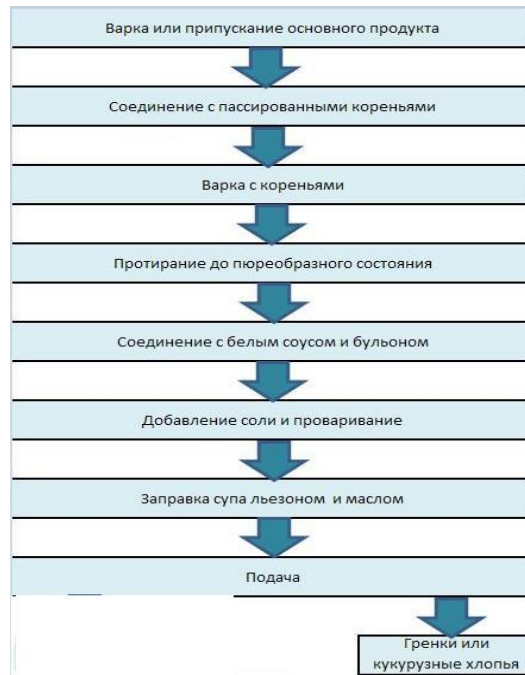 Варка или припускание основного продукта
Соединение с пассированными кореньями
Варка с кореньями
Протирание до пюреобразного состояния
Соединение с белым соусом и бульоном
Добавление соли и проваривание
Заправка супа льезоном и маслом
Подача
Гренки или
кукурузные хлопья